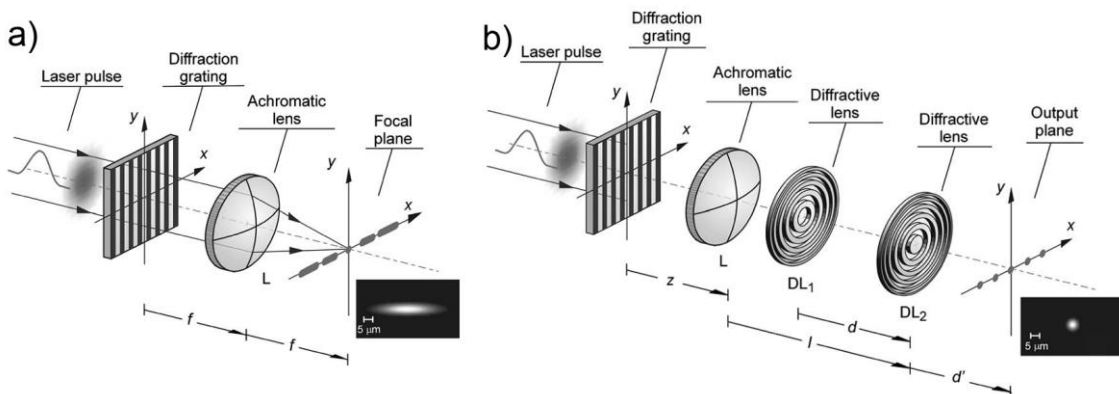 a)
Laser pulse
Diffraction
grating
Achromatic
lens
Focal
plane
y
x
y
x
L
5 μm
f
f
b)
Laser pulse
Diffraction
grating
Achromatic
lens
Diffractive
lens
Diffractive
lens
Output
plane
y
x
y
x
L
DL1
DL2
5 μm
z
d
l
d'